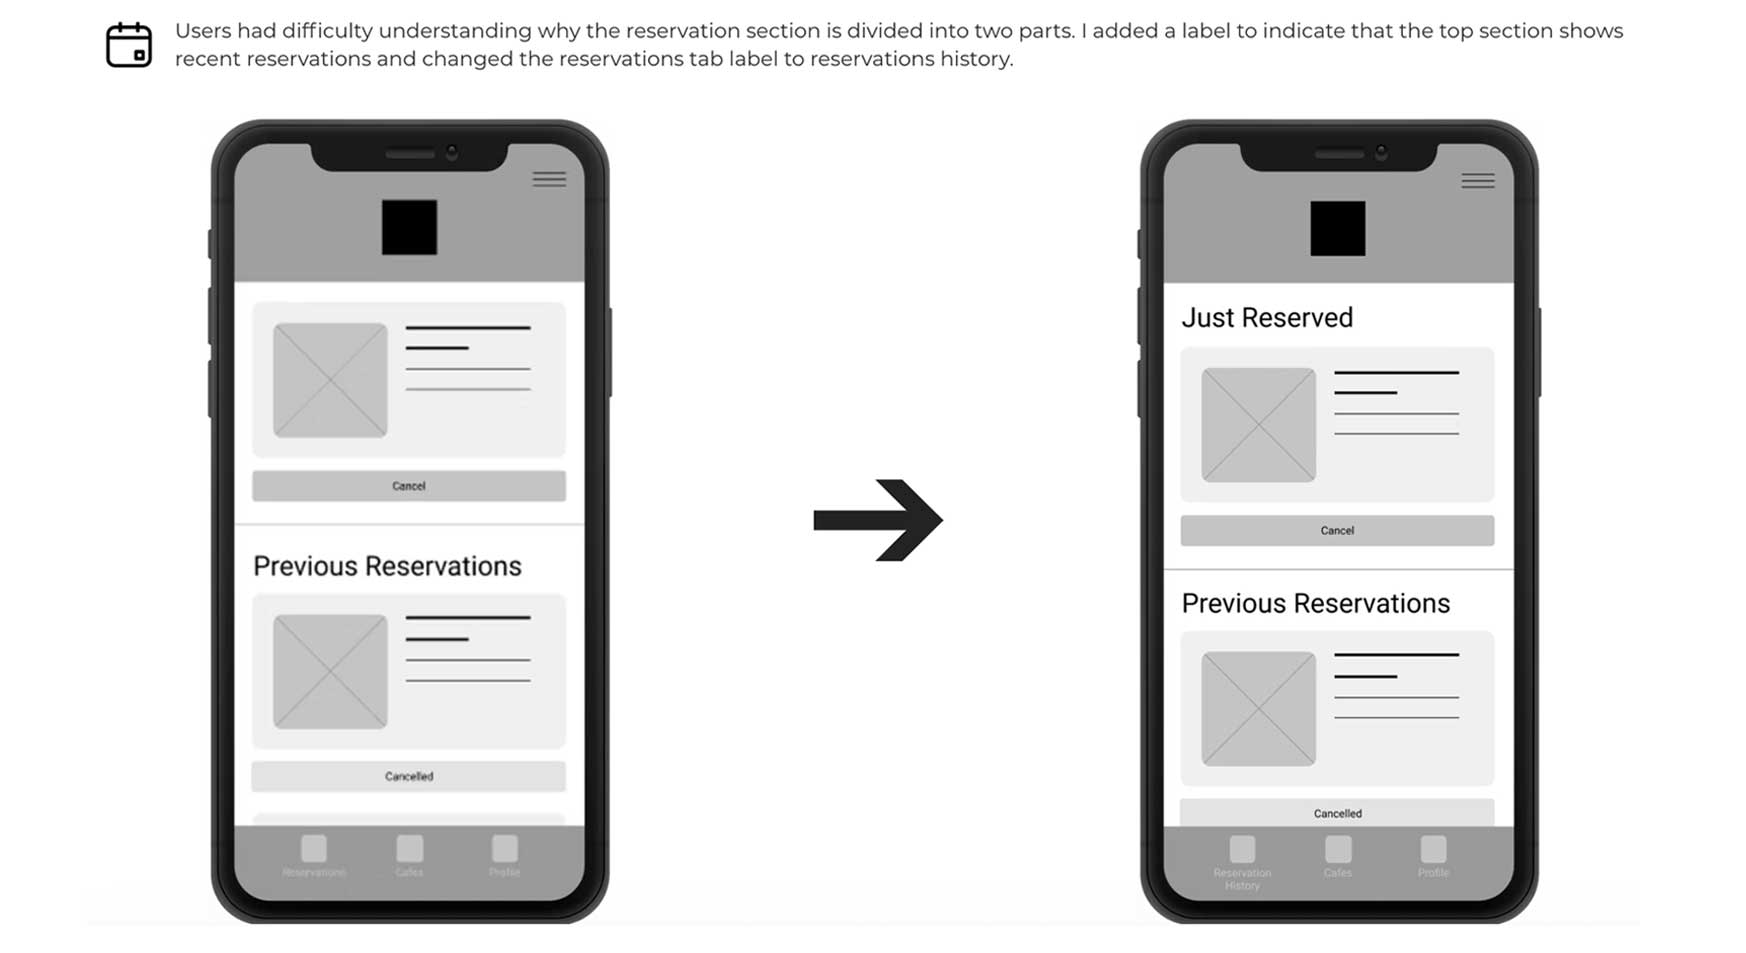 Users had difficulty understanding why the reservation section is divided into two parts. I added a label to indicate that the top section shows
recent reservations and changed the reservations tab label to reservations history.
Cancel
Previous Reservations
Cancelled
Reservations
Cafes
Profile
Just Reserved
Cancel
Previous Reservations
Cancelled
Reservation
History
Cafes
Profile